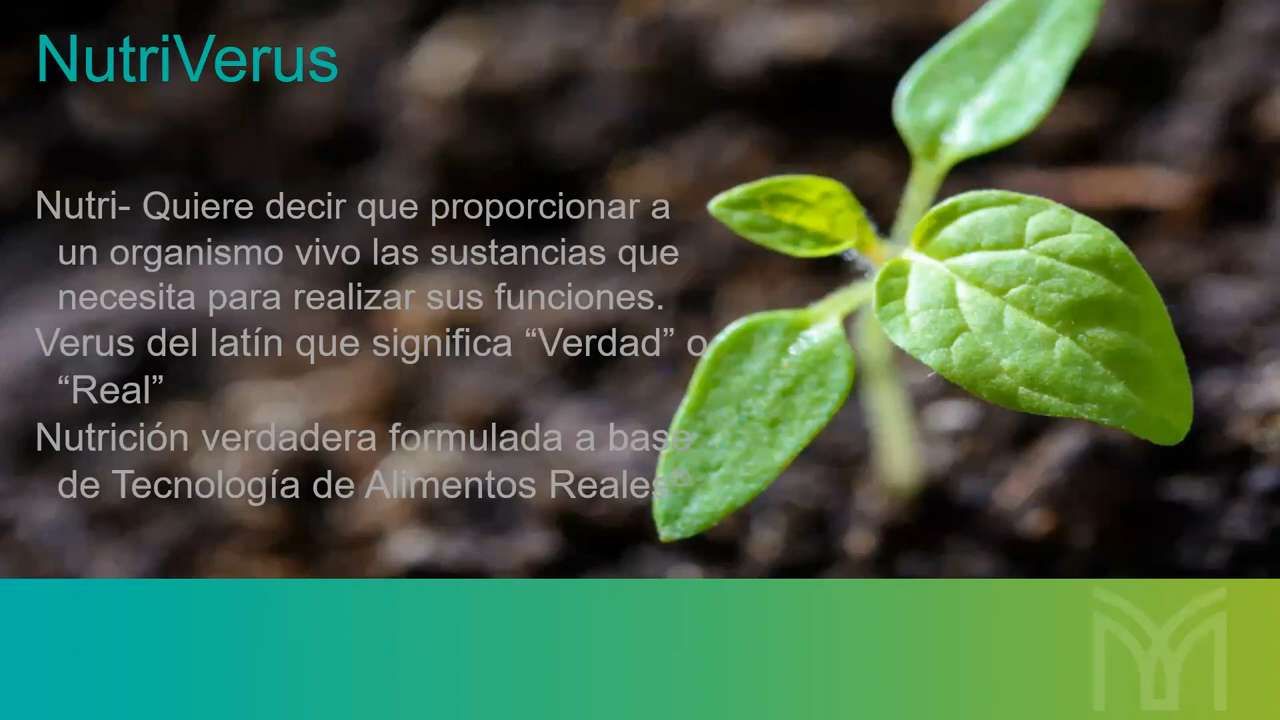 NutriVerus
Nutri- Quiere decir que proporcionar a
un organismo vivo las sustancias que
necesita para realizar sus funciones.
Verus del latín que significa “Verdad” o
“Real”
Nutrición verdadera formulada a base
de Tecnología de Alimentos Reales